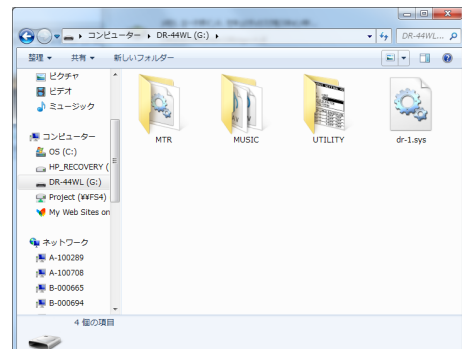 コンピューター ▸ DR-44WL (G:) ▸
DR-44WL...
整理 ▼ 共有 ▼ 新しいフォルダー
ピクチャ
ビデオ
ミュージック
コンピューター
OS (C:)
HP_RECOVERY (
DR-44WL (G:)
Project (¥¥FS4)
My Web Sites on
ネットワーク
A-100289
A-100708
B-000665
B-000694
MTR
MUSIC
UTILITY
dr-1.sys
4 個の項目